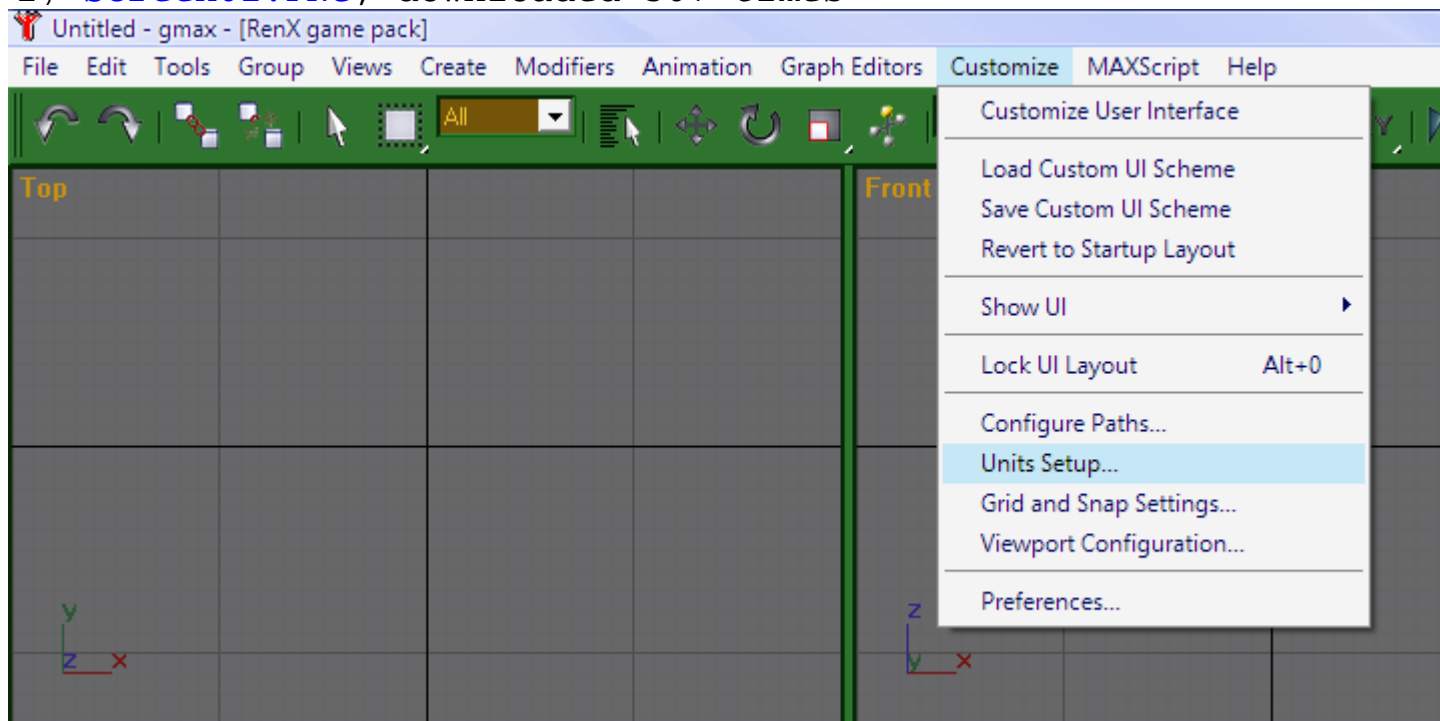 Untitled - gmax - [RenX game pack]
File Edit Tools Group Views Create Modifiers Animation Graph Editors Customize MAXScript Help
All
Y
Customize User Interface
Load Custom UI Scheme
Save Custom UI Scheme
Revert to Startup Layout
Show UI
Lock UI Layout Alt+0
Configure Paths...
Units Setup...
Grid and Snap Settings...
Viewport Configuration...
Preferences...
Top
Front
y
z x
z
y x